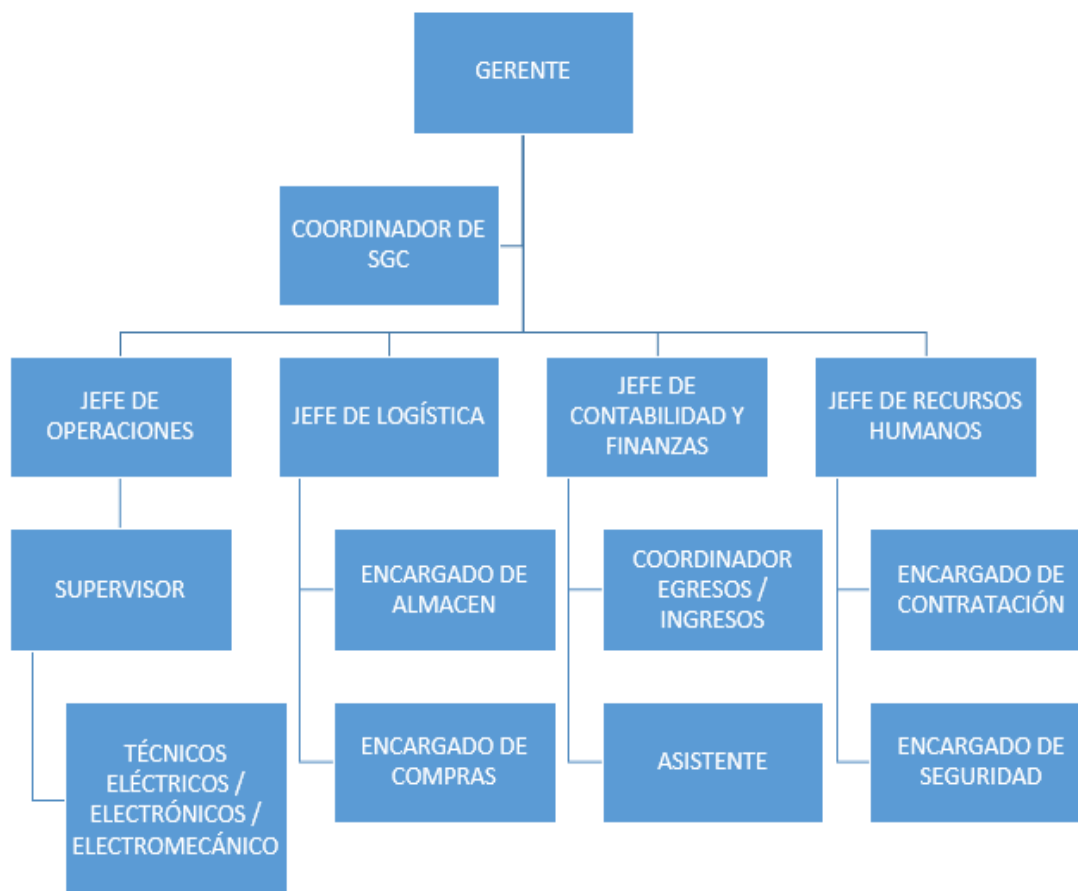 GERENTE
COORDINADOR DE
SGC
JEFE DE
OPERACIONES
JEFE DE LOGÍSTICA
JEFE DE
CONTABILIDAD Y
FINANZAS
JEFE DE RECURSOS
HUMANOS
SUPERVISOR
ENCARGADO DE
ALMACEN
COORDINADOR
EGRESOS /
INGRESOS
ENCARGADO DE
CONTRATACIÓN
TÉCNICOS
ELÉCTRICOS /
ELECTRÓNICOS /
ELECTROMECÁNICO
ENCARGADO DE
COMPRAS
ASISTENTE
ENCARGADO DE
SEGURIDAD